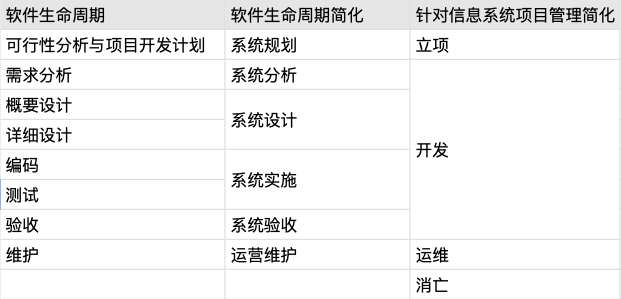 软件生命周期 软件生命周期简化 针对信息系统项目管理简化
可行性分析与项目开发计划 系统规划 立项
需求分析 系统分析
概要设计
系统设计
详细设计
开发
编码
系统实施
测试
验收 系统验收
维护 运营维护 运维
消亡